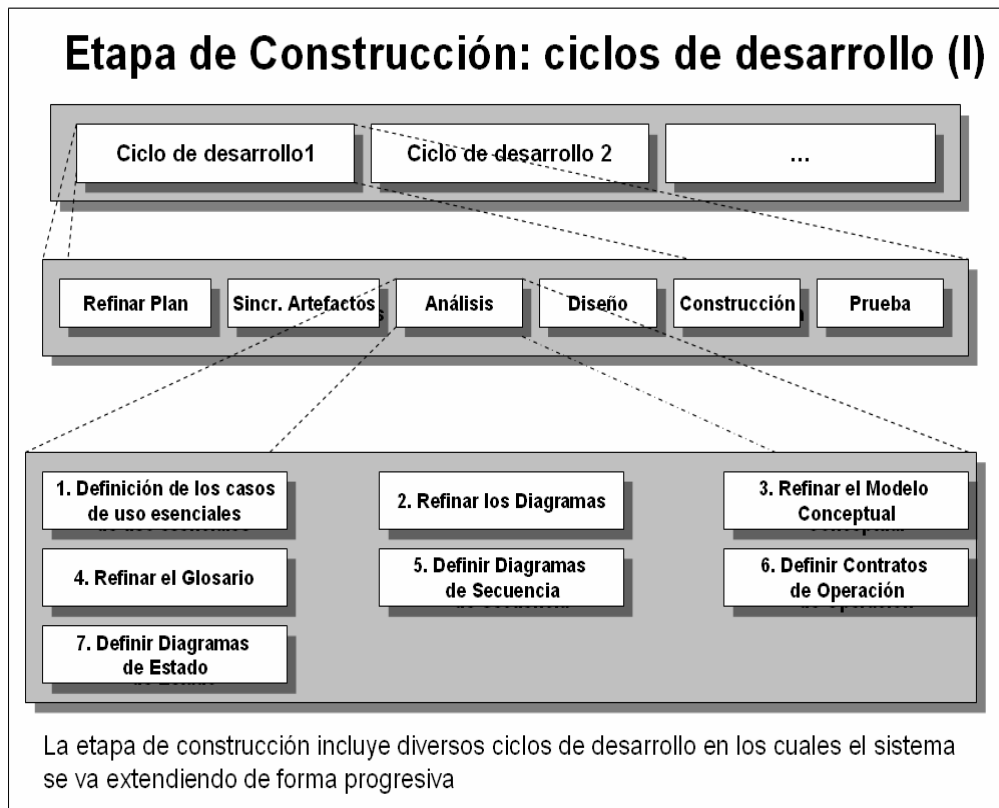 Etapa de Construcción: ciclos de desarrollo (I)
Ciclo de desarrollo1
Ciclo de desarrollo 2
...
Refinar Plan
Sincr. Artefactos
Análisis
Diseño
Construcción
Prueba
1. Definición de los casos
de uso esenciales
2. Refinar los Diagramas
3. Refinar el Modelo
Conceptual
4. Refinar el Glosario
5. Definir Diagramas
de Secuencia
6. Definir Contratos
de Operación
7. Definir Diagramas
de Estado
La etapa de construcción incluye diversos ciclos de desarrollo en los cuales el sistema
se va extendiendo de forma progresiva